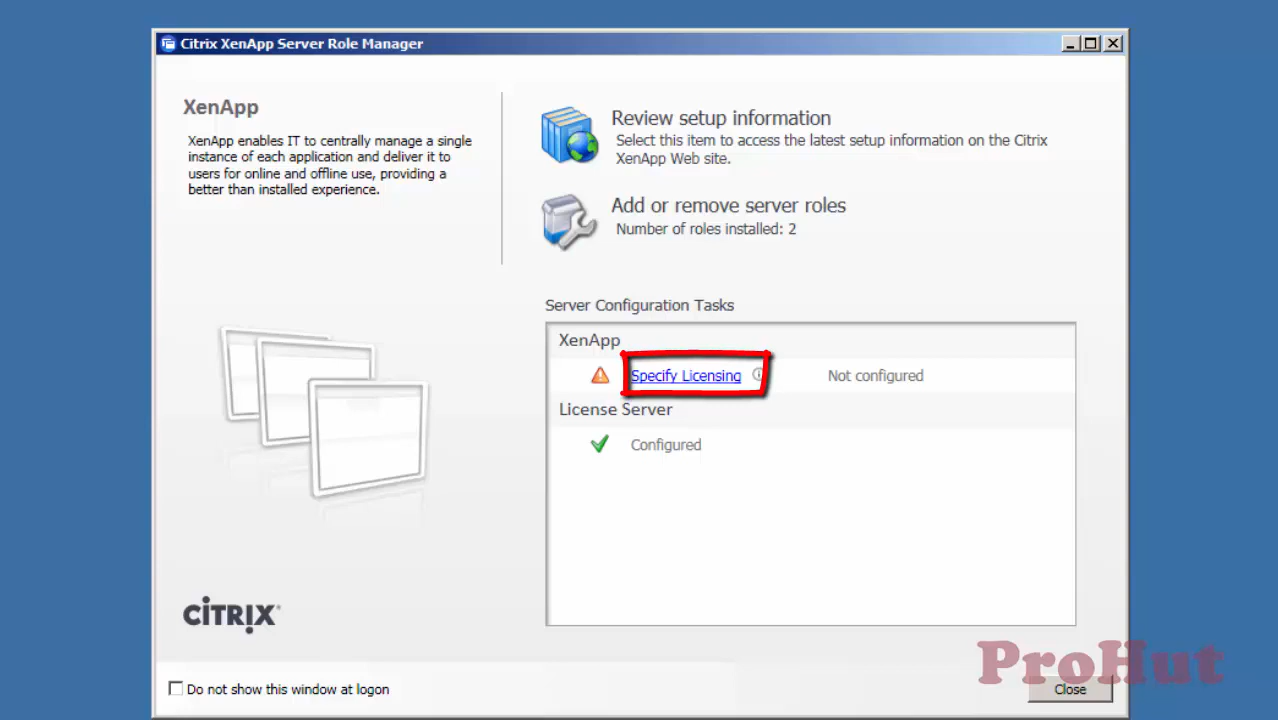 Citrix XenApp Server Role Manager
XenApp
XenApp enables IT to centrally manage a single
instance of each application and deliver it to
users for online and offline use, providing a
better than installed experience.
Review setup information
Select this item to access the latest setup information on the Citrix
XenApp Web site.
Add or remove server roles
Number of roles installed: 2
Server Configuration Tasks
XenApp
Specify Licensing Not configured
License Server
Configured
CITRIX
ProHut
Do not show this window at logon
Close